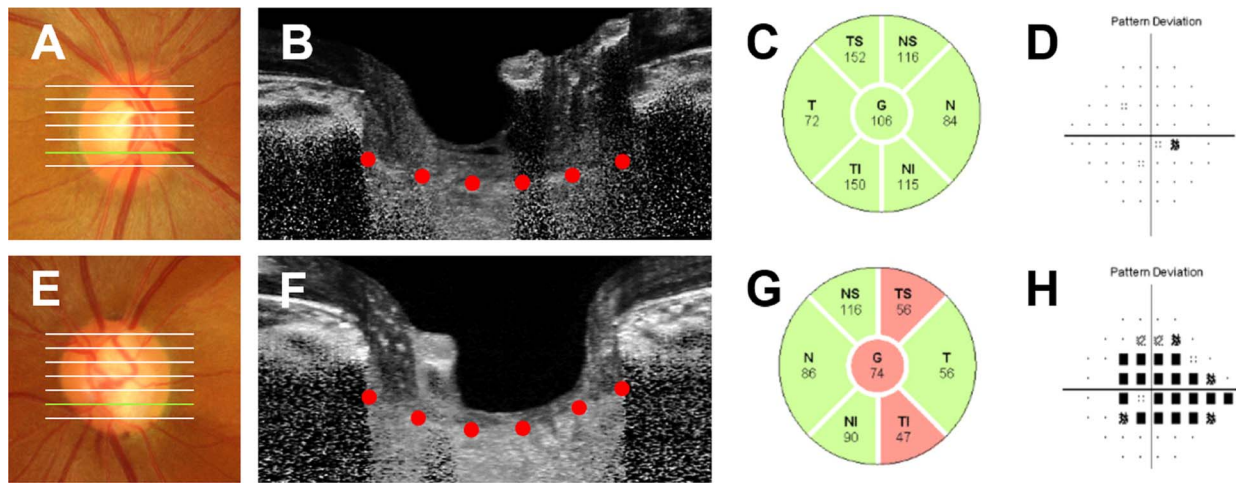 A
B
C
TS
152
NS
116
T
72
G
106
N
84
TI
150
NI
115
D
Pattern Deviation
E
F
G
NS
116
TS
56
N
86
G
74
T
56
NI
90
TI
47
H
Pattern Deviation